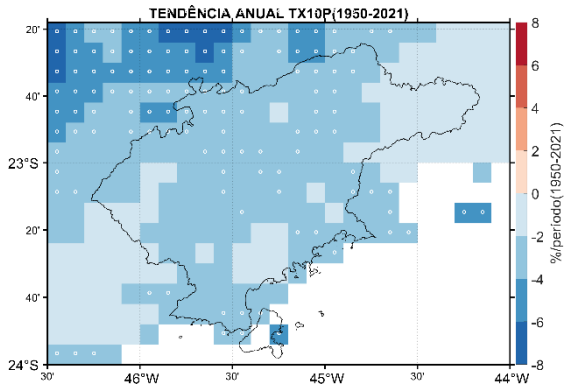 TENDÊNCIA ANUAL TX10P(1950-2021)
20'
40'
23°S
20'
40'
24°S
30'
46°W
30'
45°W
30'
44°W
8
6
4
2
0
-2
-4
-6
-8
%/periodo(1950-2021)